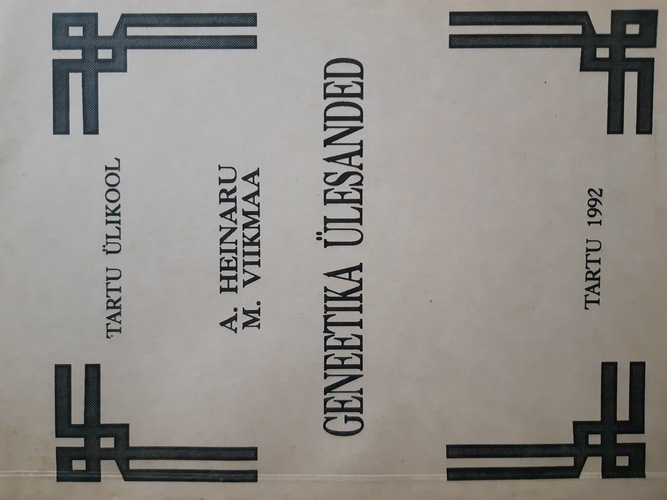 TARTU ÜLIKOOL
A. HEINARU
M. VIIKMAA
GENEETIKA ÜLESANDED
TARTU 1992